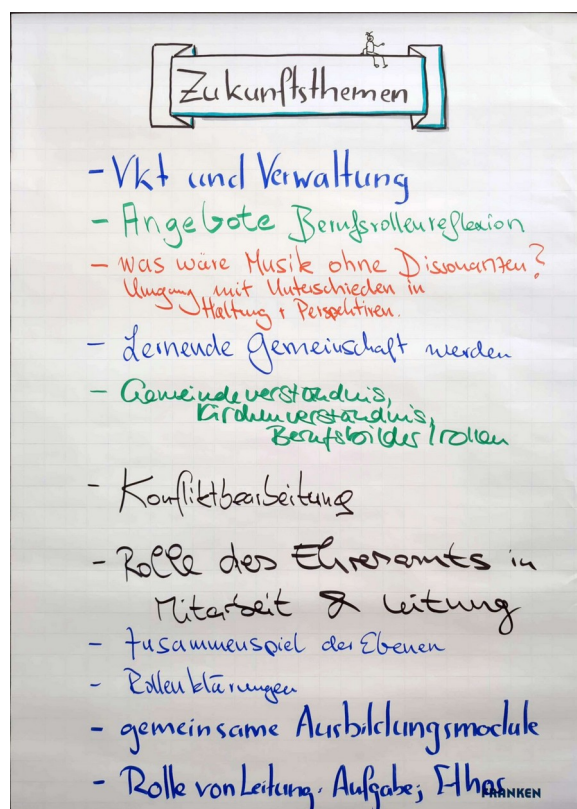 Zukunftsthemen
- Vkt und Verwaltung
- Angebote Berufsrollenreflexion
- Was wäre Musik ohne Dissonanzen?
Umgang mit Unterschieden in
Haltung + Perspektiven.
- Lernende Gemeinschaft werden
- Gemeindeverständnis,
Kirchenverständnis,
Berufsbilder/rollen
- Konfliktbearbeitung
- Rolle des Ehrenamts in
Mitarbeit & Leitung
- Zusammenspiel der Ebenen
- Rollenklärungen
- gemeinsame Ausbildungsmodule
- Rolle von Leitung. Aufgabe; Ethos
FRANKEN